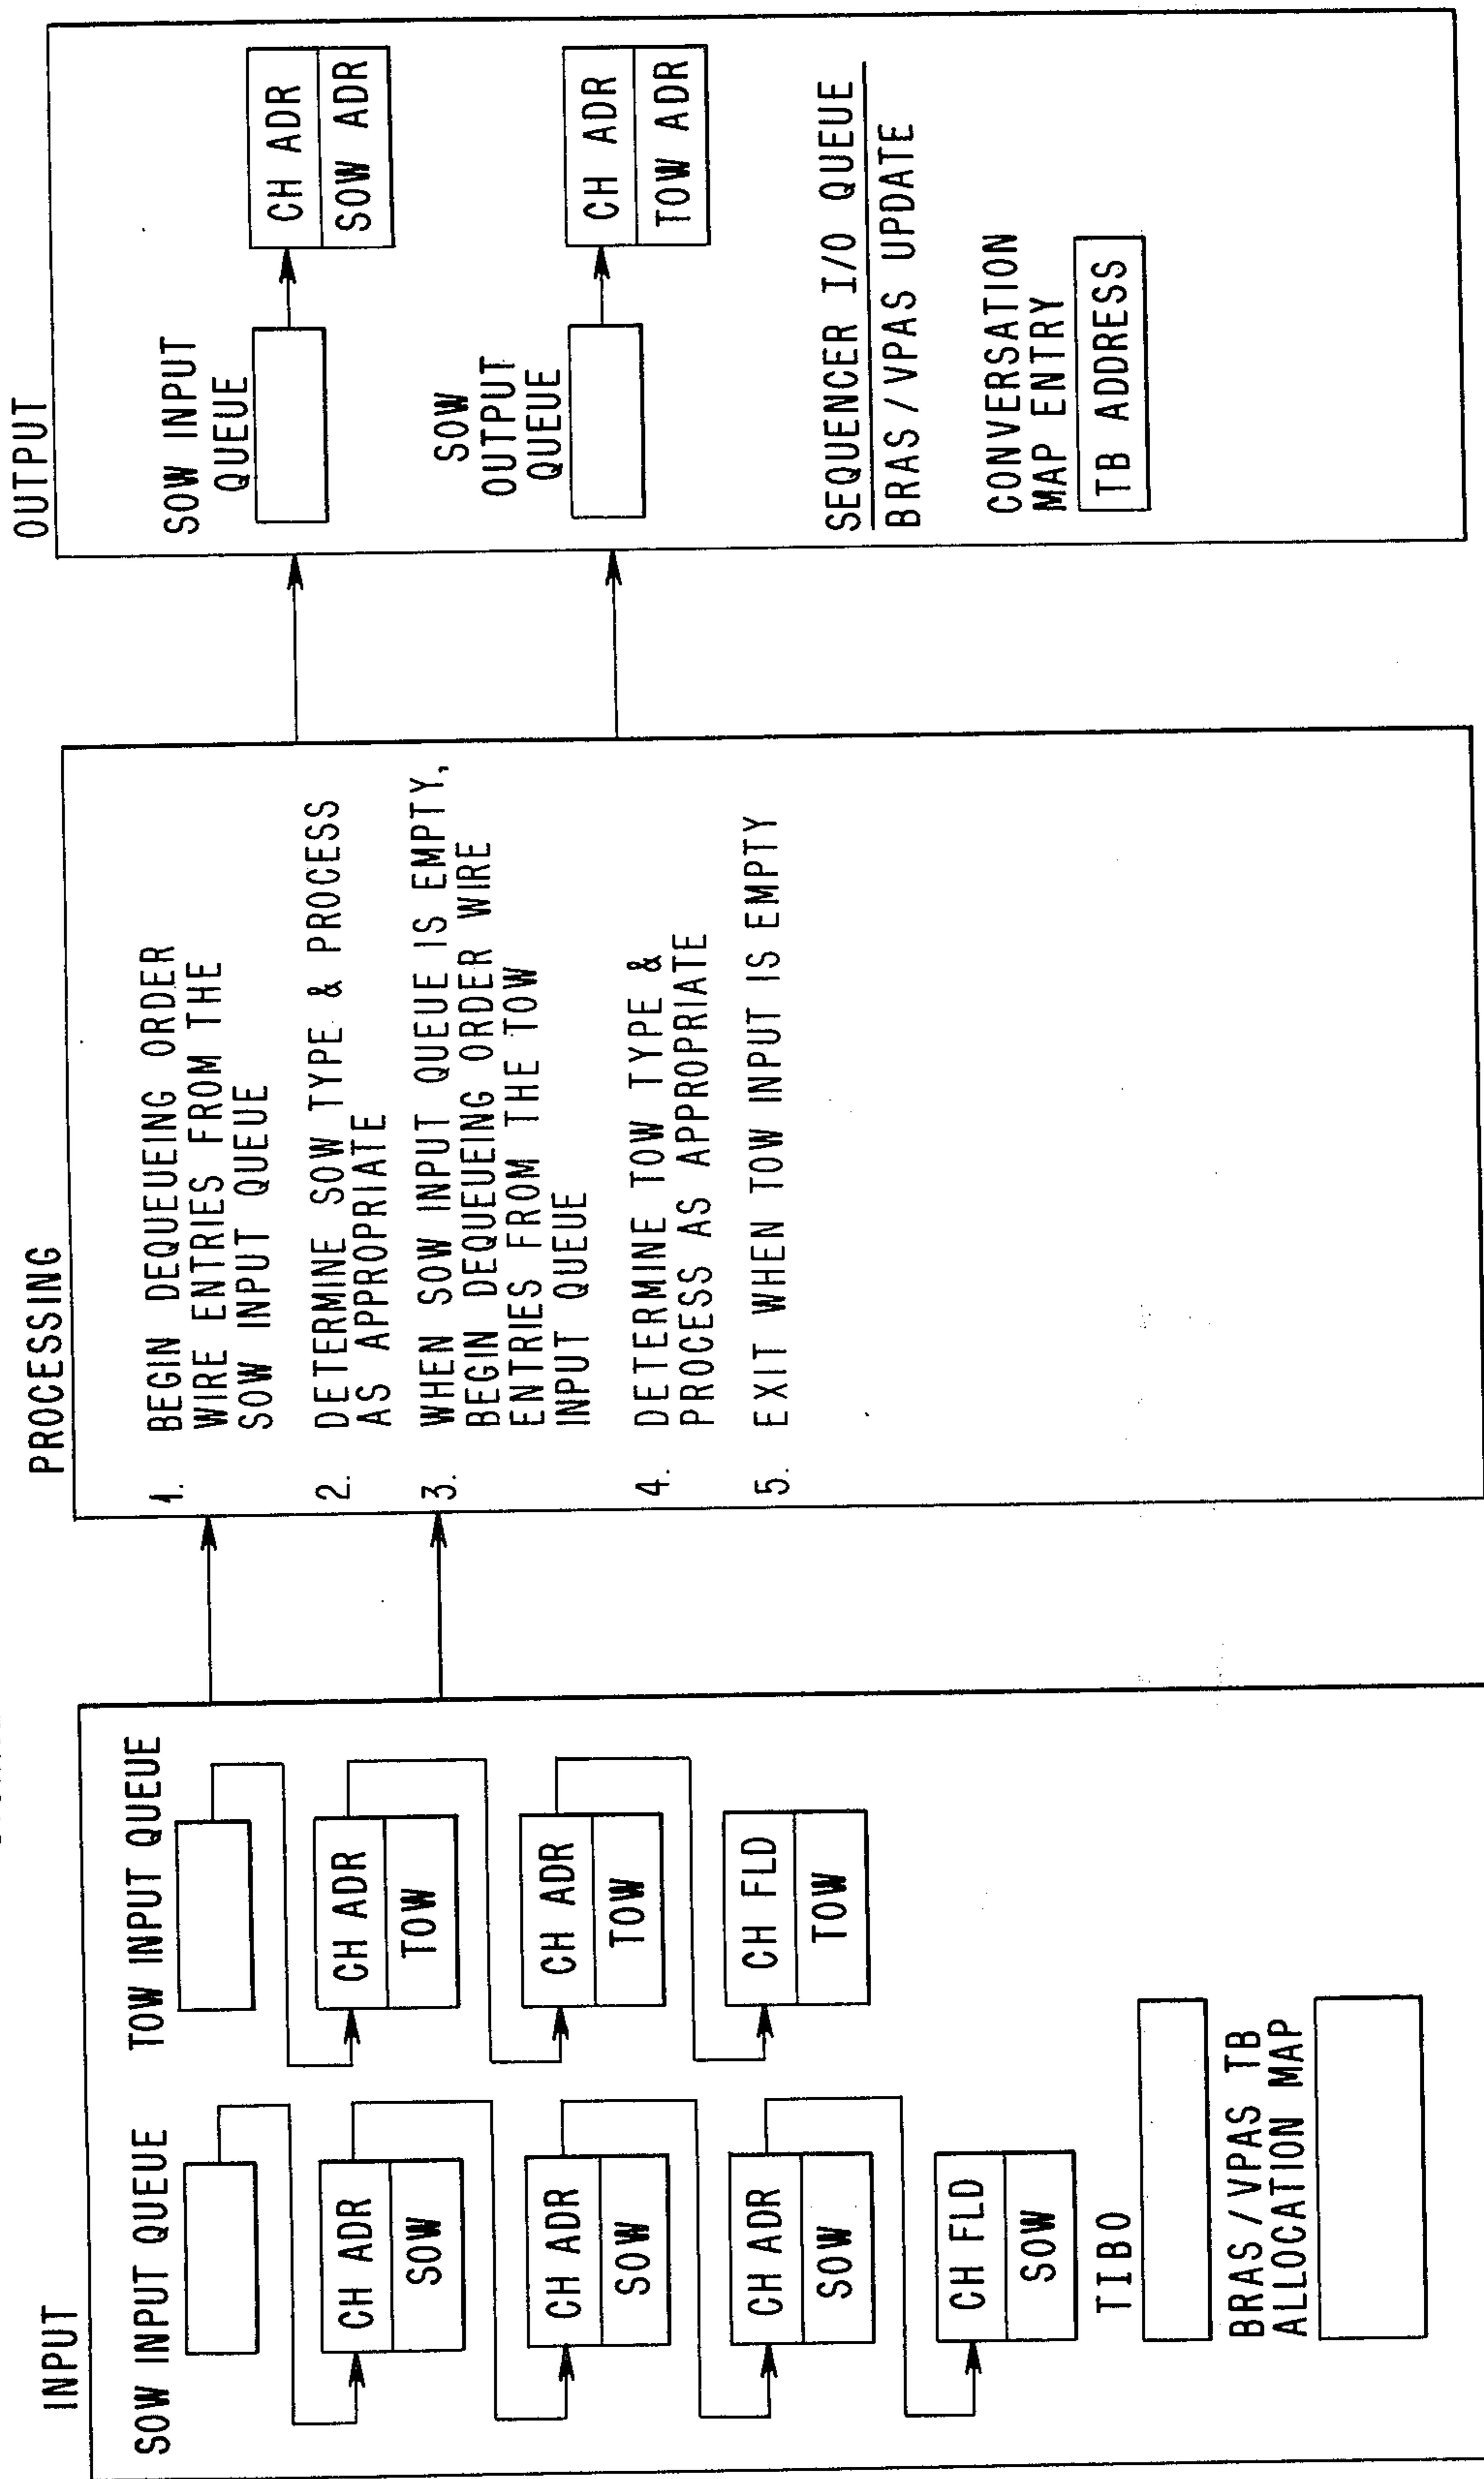 INPUT
SOW INPUT QUEUE
CH ADR
SOW
CH ADR
SOW
CH ADR
SOW
CH FLD
SOW
TOW INPUT QUEUE
CH ADR
TOW
CH ADR
TOW
CH FLD
TOW
TIBO
BRAS/VPAS TB
ALLOCATION MAP
PROCESSING
1. BEGIN DEQUEUEING ORDER
WIRE ENTRIES FROM THE
SOW INPUT QUEUE
2. DETERMINE SOW TYPE & PROCESS
AS APPROPRIATE
3. WHEN SOW INPUT QUEUE IS EMPTY,
BEGIN DEQUEUEING ORDER WIRE
ENTRIES FROM THE TOW
INPUT QUEUE
4. DETERMINE TOW TYPE &
PROCESS AS APPROPRIATE
5. EXIT WHEN TOW INPUT IS EMPTY
OUTPUT
SOW INPUT
QUEUE
CH ADR
SOW ADR
SOW
OUTPUT
QUEUE
CH ADR
TOW ADR
SEQUENCER I/O QUEUE
BRAS/VPAS UPDATE
CONVERSATION
MAP ENTRY
TB ADDRESS